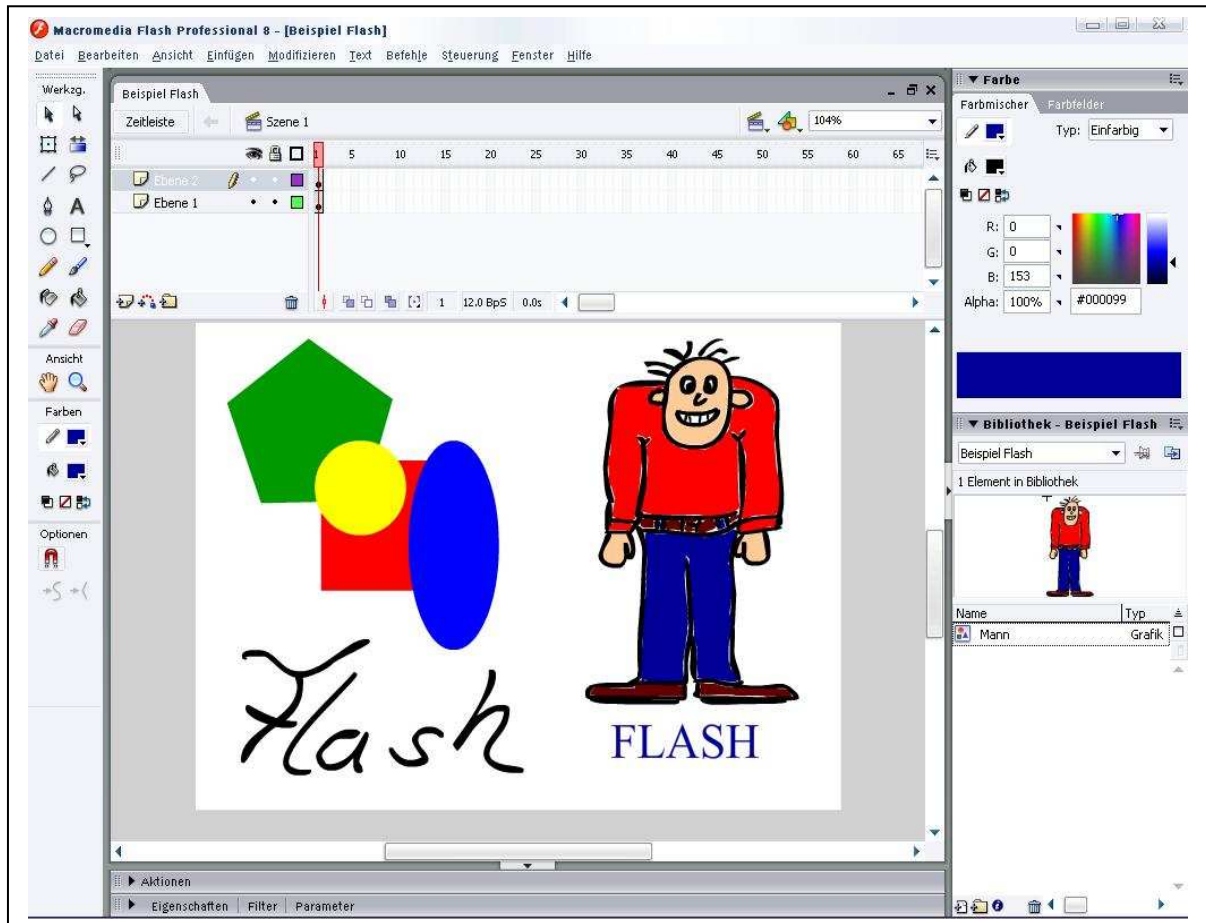 Macromedia Flash Professional 8 - [Beispiel Flash]
Datei Bearbeiten Ansicht Einfügen Modifizieren Text Befehle Steuerung Fenster Hilfe
Werkzg.
Beispiel Flash
Zeitleiste Szene 1 104%
1 5 10 15 20 25 30 35 40 45 50 55 60 65
Ebene 2
Ebene 1
1 12.0 BpS 0.0s
Ansicht
Farben
Optionen
Flash
FLASH
Aktionen
Eigenschaften Filter Parameter
Farbe
Farbmischer Farbfelder
Typ: Einfarbig
R: 0
G: 0
B: 153
Alpha: 100% #000099
Bibliothek - Beispiel Flash
Beispiel Flash
1 Element in Bibliothek
Name Typ
Mann Grafik